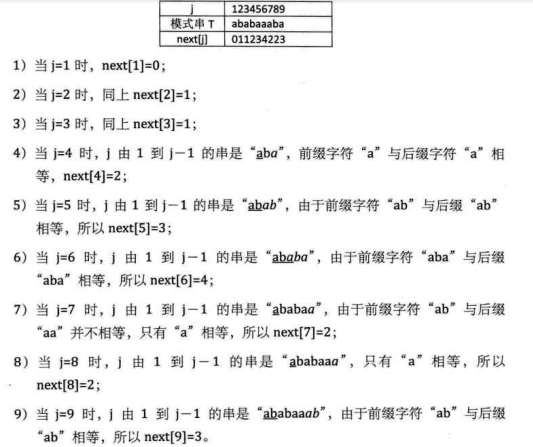 j 123456789
模式串 T ababaaaba
next[j] 011234223
1）当 j=1 时，next[1]=0；
2）当 j=2 时，同上 next[2]=1；
3）当 j=3 时，同上 next[3]=1；
4）当 j=4 时，j 由 1 到 j−1 的串是“aba”，前缀字符“a”与后缀字符“a”相
等，next[4]=2；
5）当 j=5 时，j 由 1 到 j−1 的串是“abab”，由于前缀字符“ab”与后缀“ab”
相等，所以 next[5]=3；
6）当 j=6 时，j 由 1 到 j−1 的串是“ababa”，由于前缀字符“aba”与后缀
“aba”相等，所以 next[6]=4；
7）当 j=7 时，j 由 1 到 j−1 的串是“ababaa”，由于前缀字符“ab”与后缀
“aa”并不相等，只有“a”相等，所以 next[7]=2；
8）当 j=8 时，j 由 1 到 j−1 的串是“ababaaa”，只有“a”相等，所以
next[8]=2；
9）当 j=9 时，j 由 1 到 j−1 的串是“ababaaab”，由于前缀字符“ab”与后缀
“ab”相等，所以 next[9]=3。